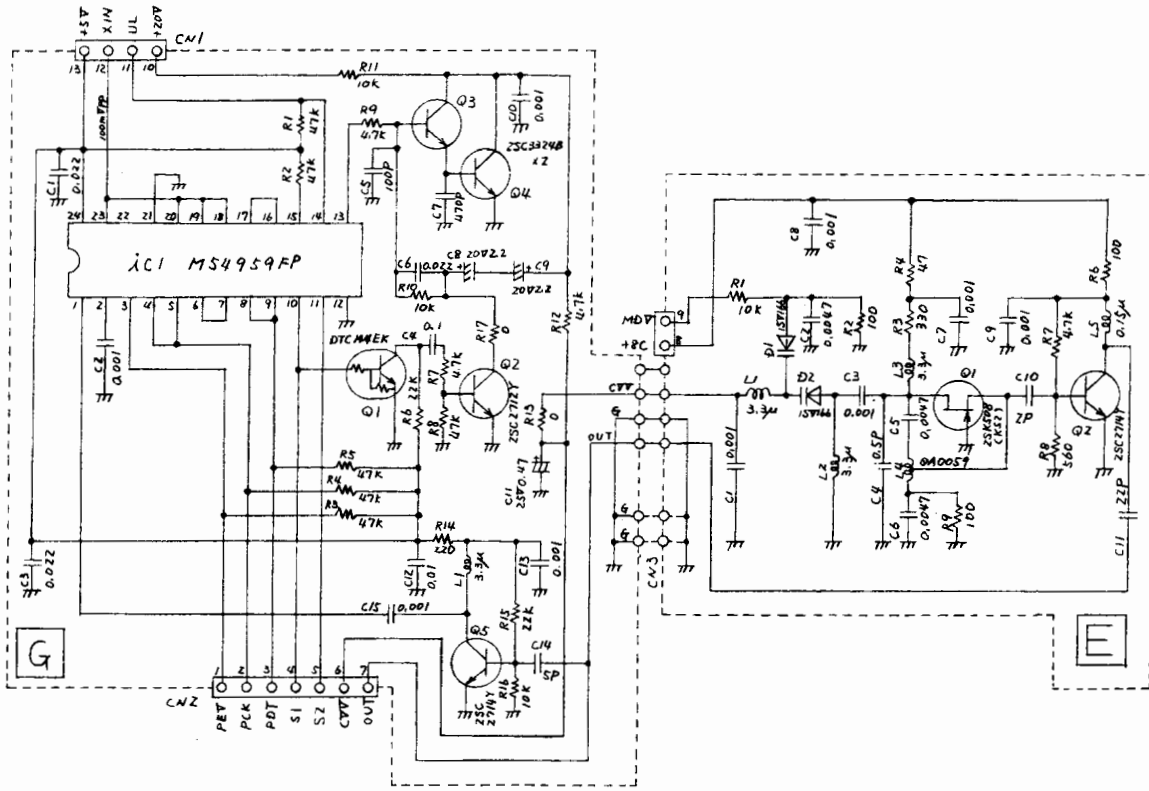 +5V
XIN
UL
+20V
CN1
13
12
11
10
100mVPP
R1
47K
R2
47K
R11
10K
R9
4.7K
Q3
C10
0.001
2SC3324B
x2
Q4
C5
100P
C7
470P
C1
0.022
24 23 22 21 20 19 18 17 16 15 14 13
iC1 M54959FP
1 2 3 4 5 6 7 8 9 10 11 12
C2
0.001
C6 0.022
C8 20V2.2
C9
20V2.2
R10
10K
R17
0
R12
4.7K
DTC144EK
Q1
C4
0.1
R7
4.7K
R6
22K
R8
47K
Q2
2SC2712Y
R13
0
C11
25V0.47
R5
47K
R4
47K
R3
47K
R14
220
C3
0.022
C12
0.01
L1
3.3μ
C13
0.001
C15
0.001
R15
22K
C14
5P
Q5
R16
10K
2SC
2714Y
G
1 2 3 4 5 6 7
CN2
PEV
PCK
PDT
S1
S2
CVV
OUT
MDV
9
+8C
8
CVV
G
OUT
G
G
CN3
R1
10K
1SV166
D1
C2
0.0047
R2
100
C8
0.001
R4
47
R3
330
C7
0.001
L3
3.3μ
C9
0.001
R7
4.7K
R6
100
L5
0.15μ
L1
3.3μ
D2
1SV166
C3
0.001
Q1
2SK508
(K52)
C10
2P
Q2
2SC2714Y
C5
0.0047
C4
0.5P
L4
QA0059
C6
0.0047
R9
100
R8
560
C1
0.001
L2
3.3μ
22P
C11
E